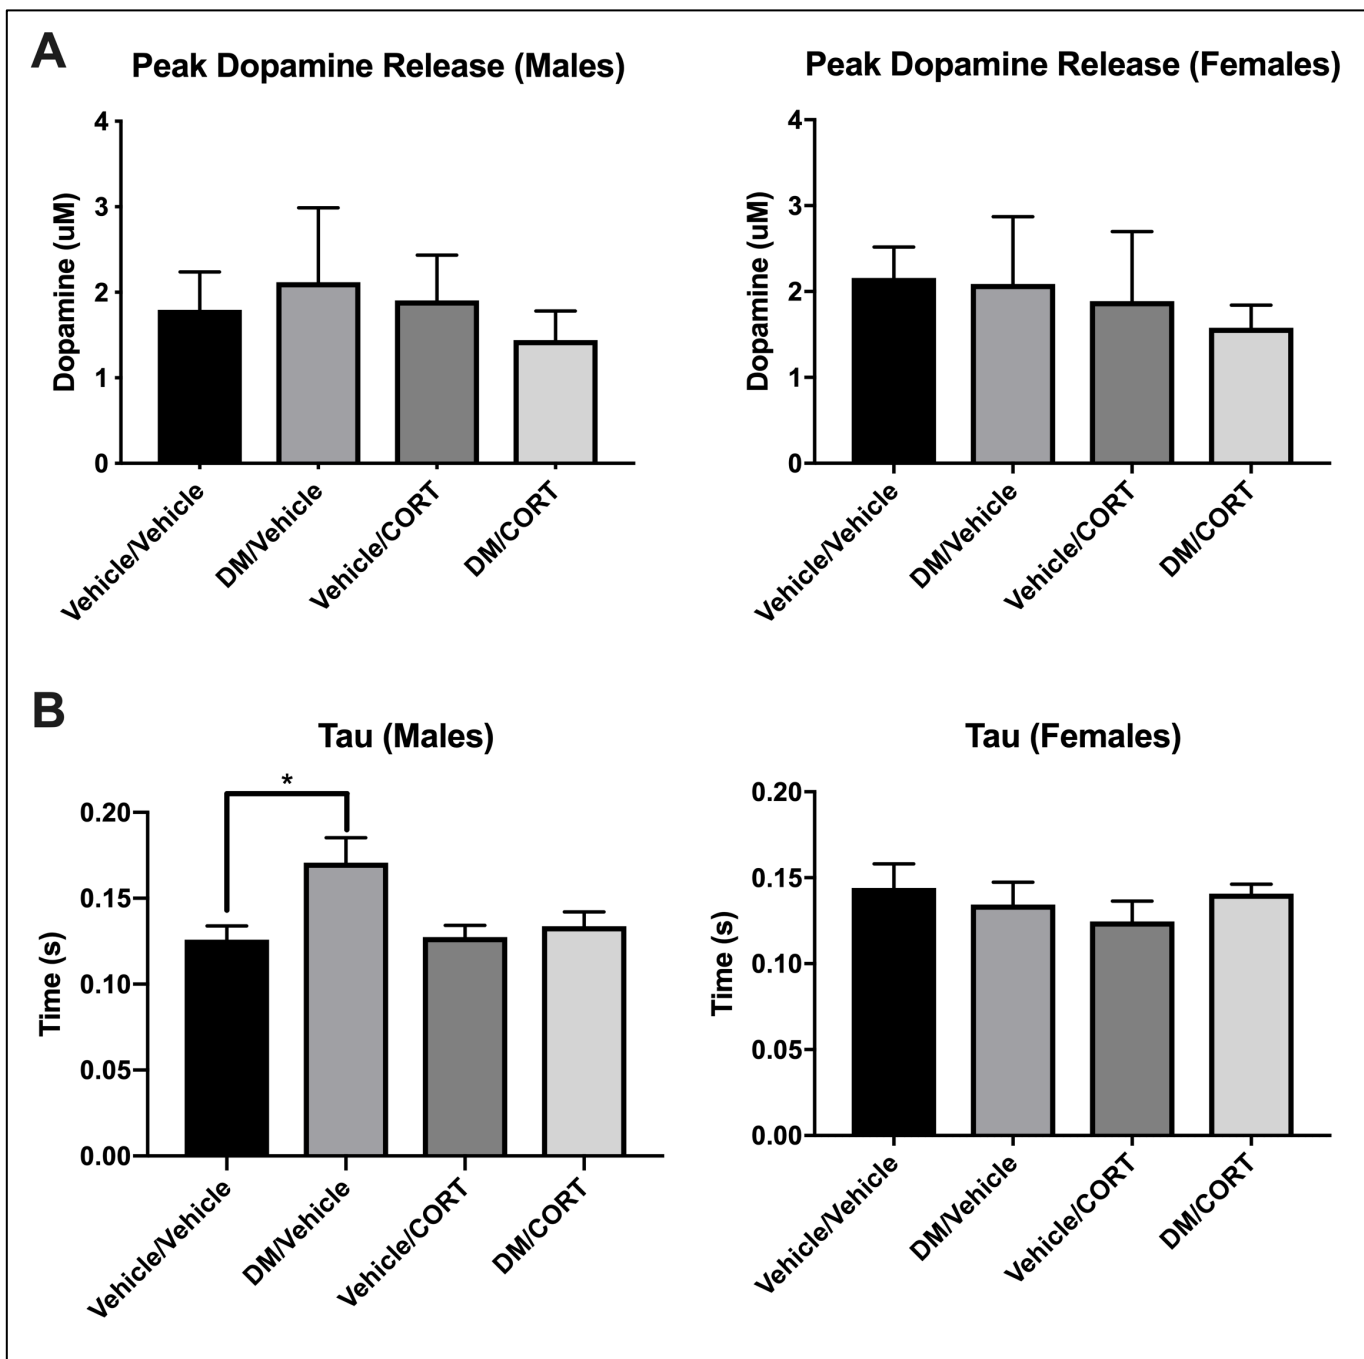 A
Peak Dopamine Release (Males)
Dopamine (uM)
4
3
2
1
0
Vehicle/Vehicle
DM/Vehicle
Vehicle/CORT
DM/CORT
Peak Dopamine Release (Females)
Dopamine (uM)
4
3
2
1
0
Vehicle/Vehicle
DM/Vehicle
Vehicle/CORT
DM/CORT
B
Tau (Males)
*
Time (s)
0.20
0.15
0.10
0.05
0.00
Vehicle/Vehicle
DM/Vehicle
Vehicle/CORT
DM/CORT
Tau (Females)
Time (s)
0.20
0.15
0.10
0.05
0.00
Vehicle/Vehicle
DM/Vehicle
Vehicle/CORT
DM/CORT